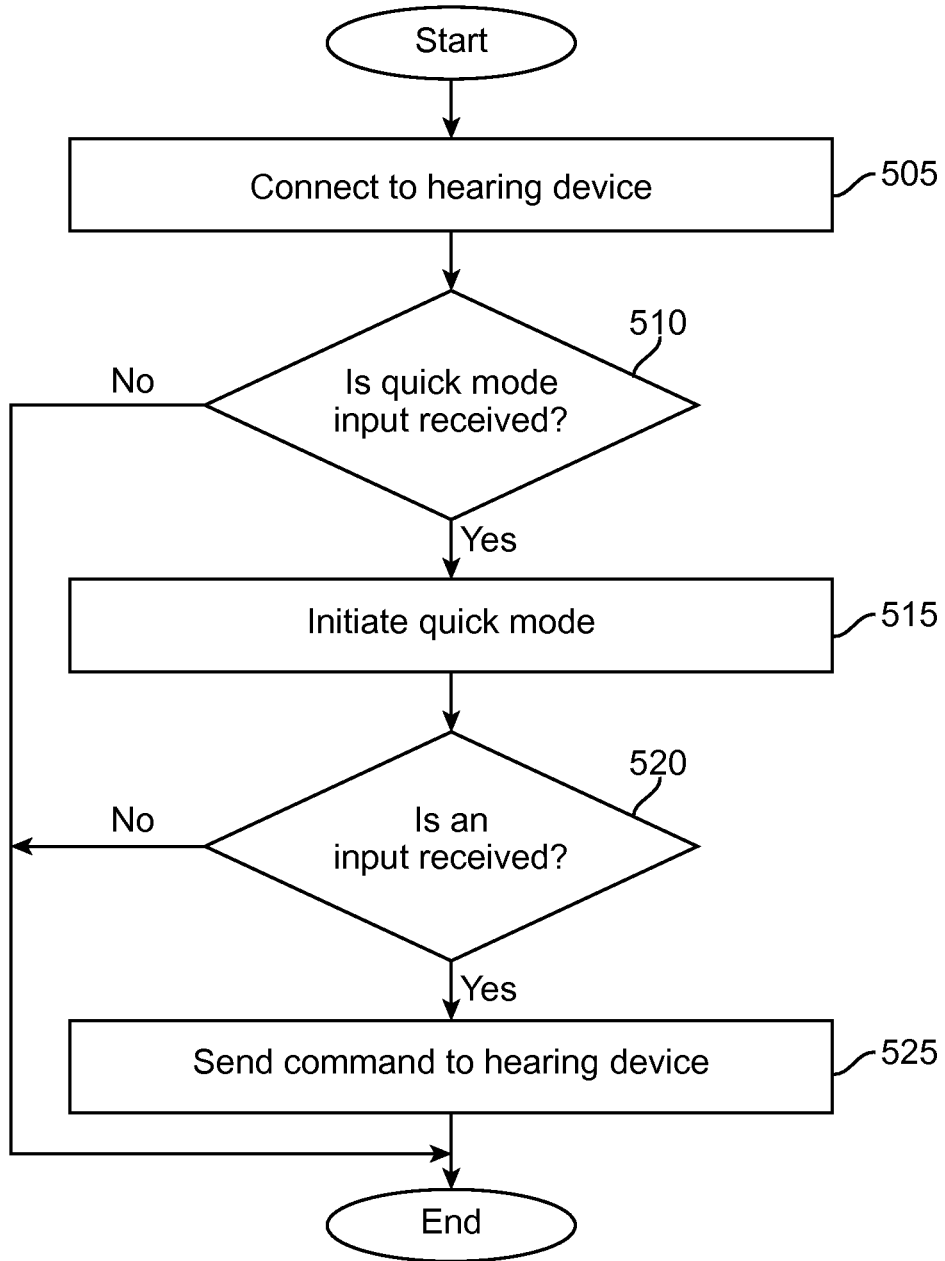 Start
Connect to hearing device
505
510
Is quick mode
input received?
No
Yes
Initiate quick mode
515
520
Is an
input received?
No
Yes
Send command to hearing device
525
End